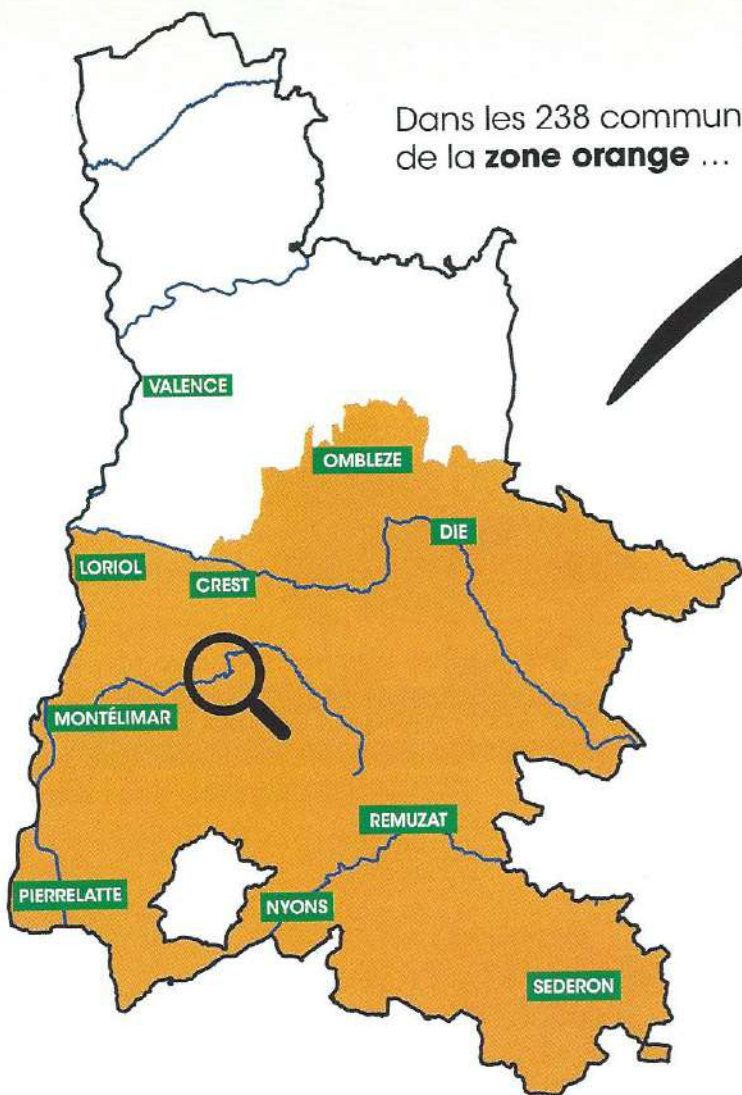 Dans les 238 commun
de la zone orange ...
VALENCE
OMBLEZE
DIE
LORIOL
CREST
MONTÉLIMAR
REMUZAT
PIERRELATTE
NYONS
SEDERON